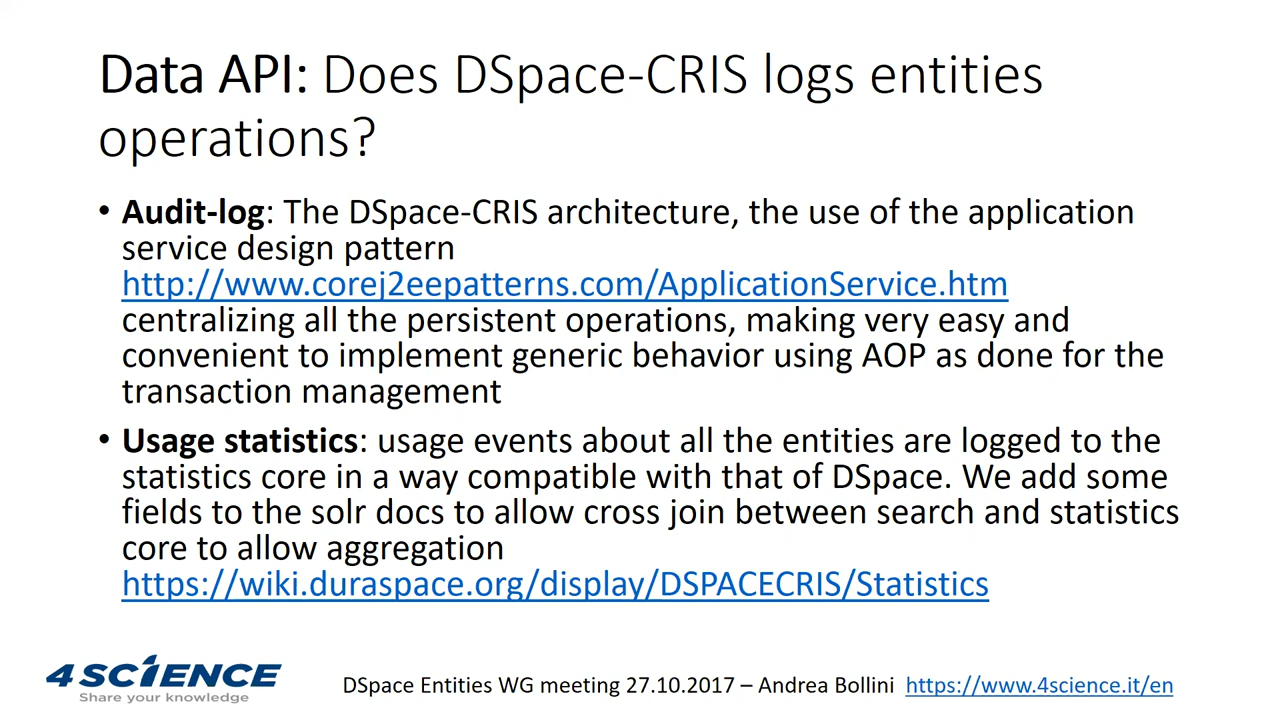 Data API: Does DSpace-CRIS logs entities
operations?
• Audit-log: The DSpace-CRIS architecture, the use of the application
service design pattern
http://www.corej2eepatterns.com/ApplicationService.htm
centralizing all the persistent operations, making very easy and
convenient to implement generic behavior using AOP as done for the
transaction management
• Usage statistics: usage events about all the entities are logged to the
statistics core in a way compatible with that of DSpace. We add some
fields to the solr docs to allow cross join between search and statistics
core to allow aggregation
https://wiki.duraspace.org/display/DSPACECRIS/Statistics
4SCIENCE
Share your knowledge
DSpace Entities WG meeting 27.10.2017 – Andrea Bollini https://www.4science.it/en